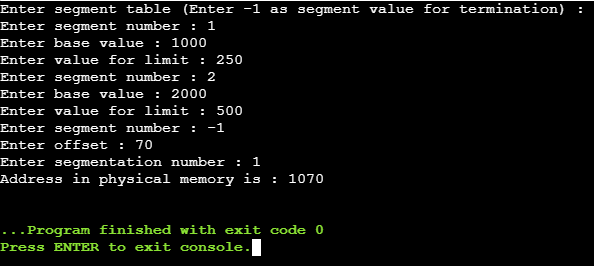 Enter segment table (Enter -1 as segment value for termination) :
Enter segment number : 1
Enter base value : 1000
Enter value for limit : 250
Enter segment number : 2
Enter base value : 2000
Enter value for limit : 500
Enter segment number : -1
Enter offset : 70
Enter segmentation number : 1
Address in physical memory is : 1070
...Program finished with exit code 0
Press ENTER to exit console.